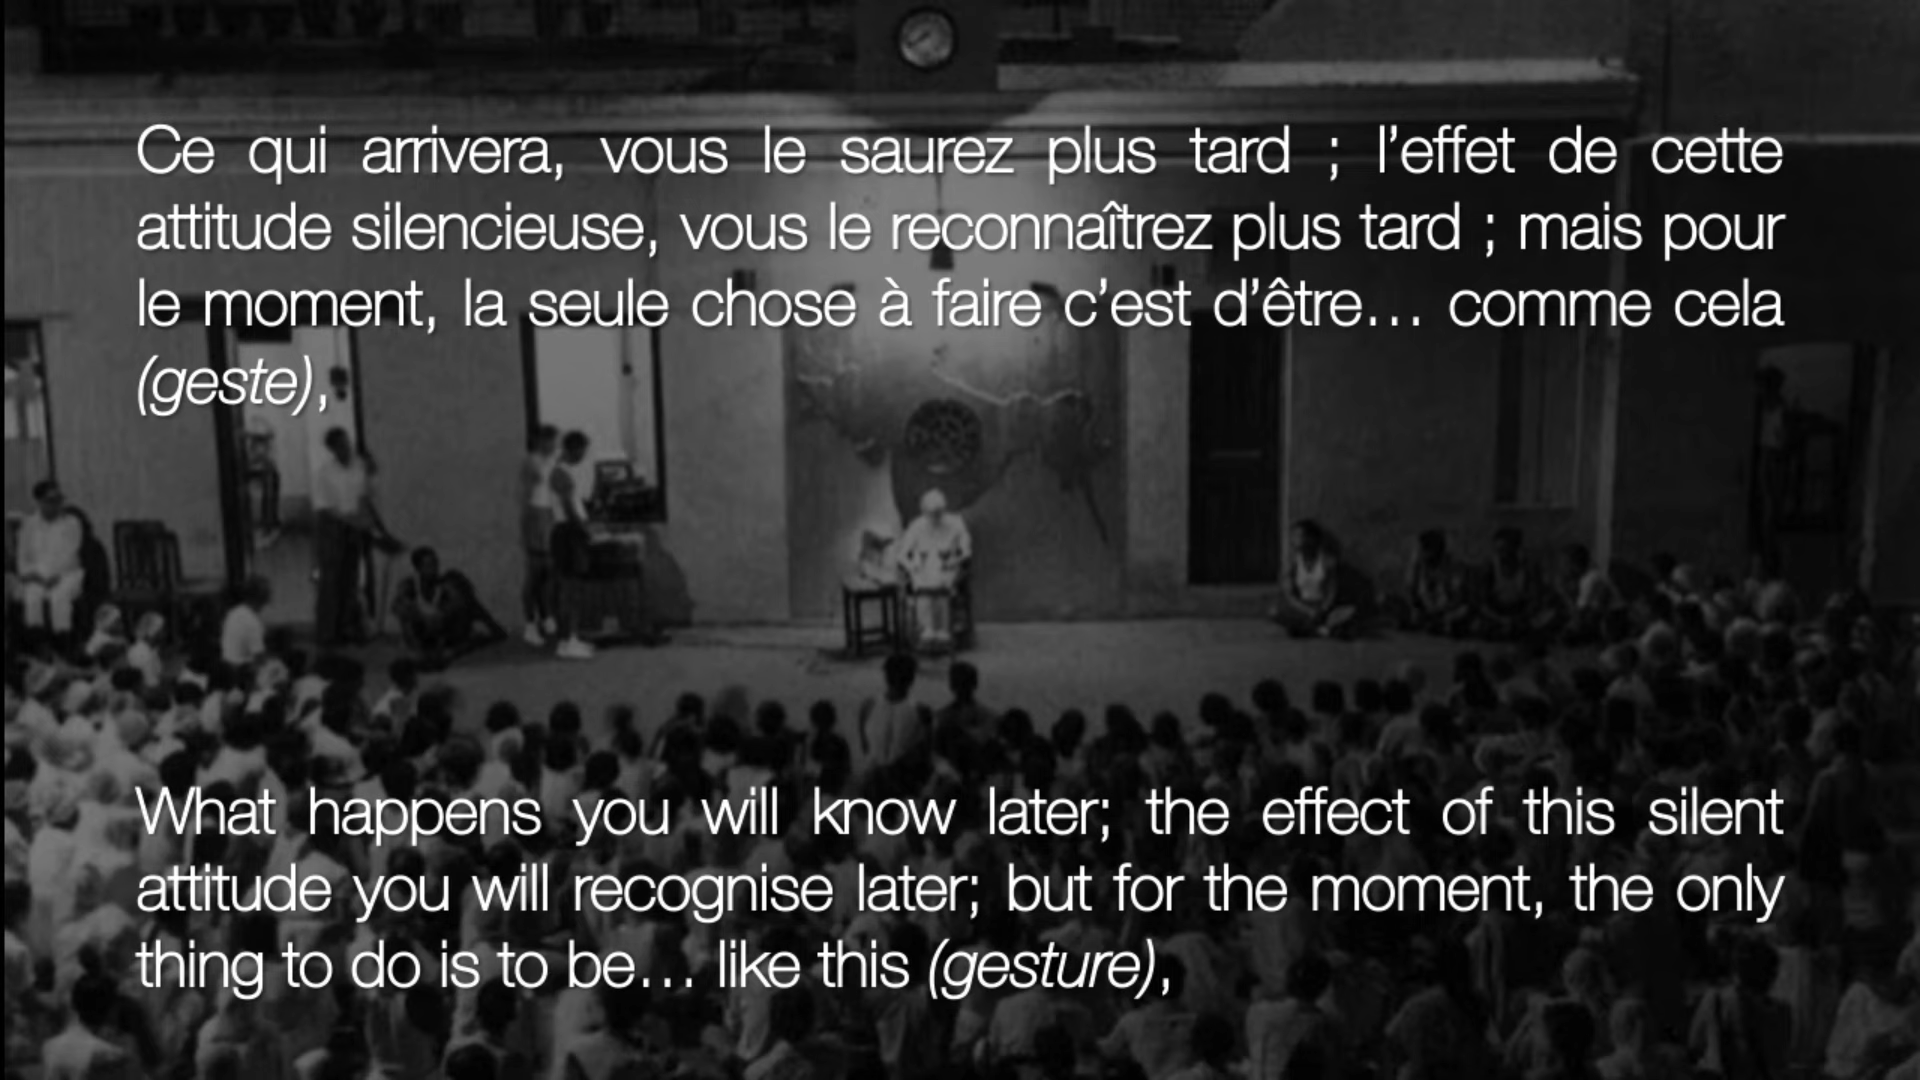 Ce qui arrivera, vous le saurez plus tard ; l’effet de cette
attitude silencieuse, vous le reconnaîtrez plus tard ; mais pour
le moment, la seule chose à faire c’est d’être… comme cela
(geste),
What happens you will know later; the effect of this silent
attitude you will recognise later; but for the moment, the only
thing to do is to be… like this (gesture),